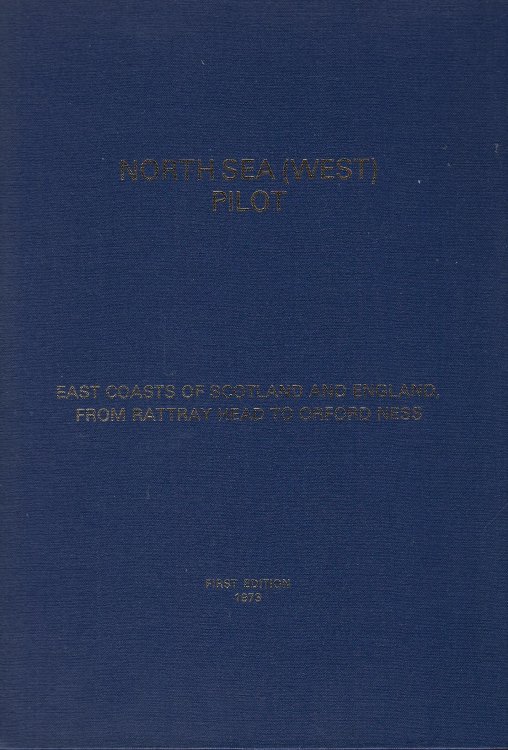 NORTH SEA (WEST)
PILOT
EAST COASTS OF SCOTLAND AND ENGLAND,
FROM RATTRAY HEAD TO ORFORD NESS
FIRST EDITION
1973